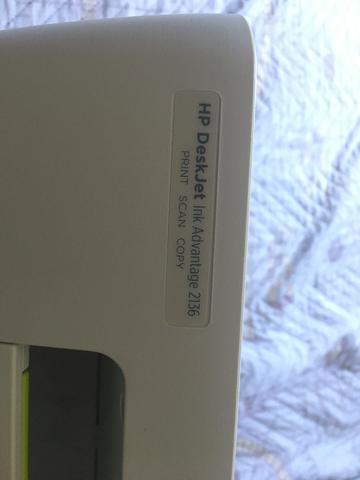 HP DeskJet Ink Advantage 2136
PRINT SCAN COPY